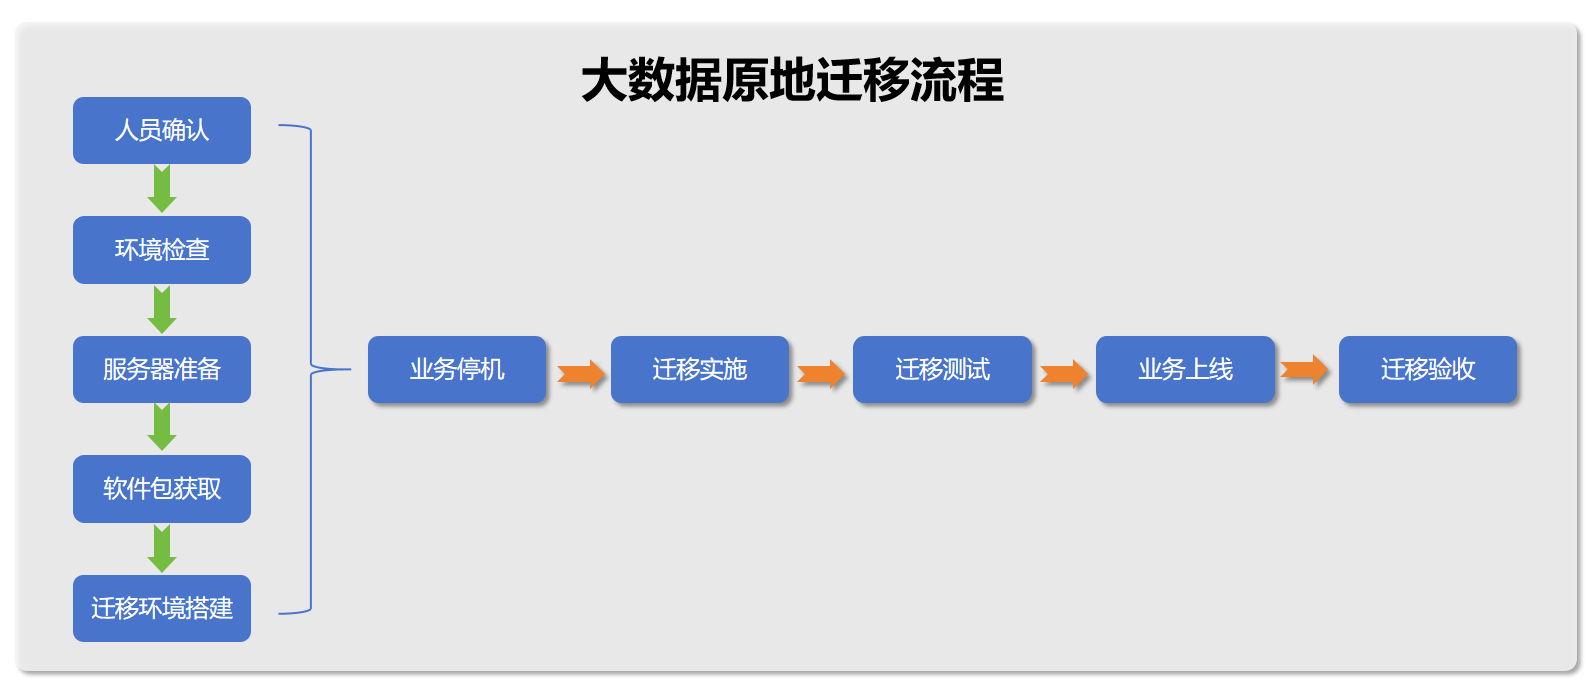 大数据原地迁移流程
人员确认
环境检查
服务器准备
软件包获取
迁移环境搭建
业务停机
迁移实施
迁移测试
业务上线
迁移验收